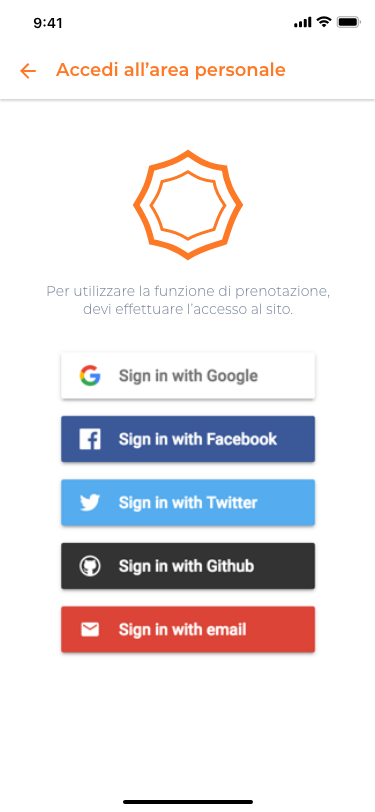 9:41
Accedi all’area personale
Per utilizzare la funzione di prenotazione,
devi effettuare l’accesso al sito.
Sign in with Google
Sign in with Facebook
Sign in with Twitter
Sign in with Github
Sign in with email